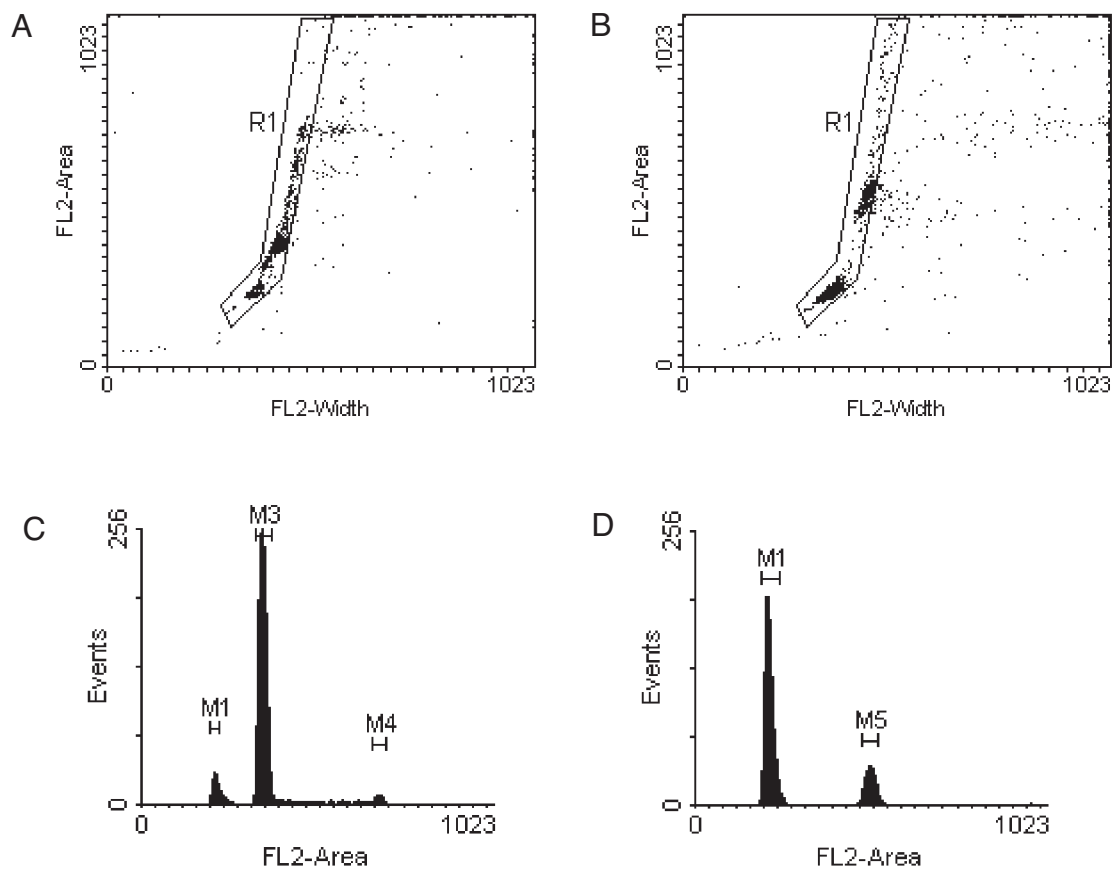 A
1023
FL2-Area
0
R1
0
1023
FL2-Width
B
1023
FL2-Area
0
R1
0
1023
FL2-Width
C
256
Events
0
M1
M3
M4
0
1023
FL2-Area
D
256
Events
0
M1
M5
0
1023
FL2-Area